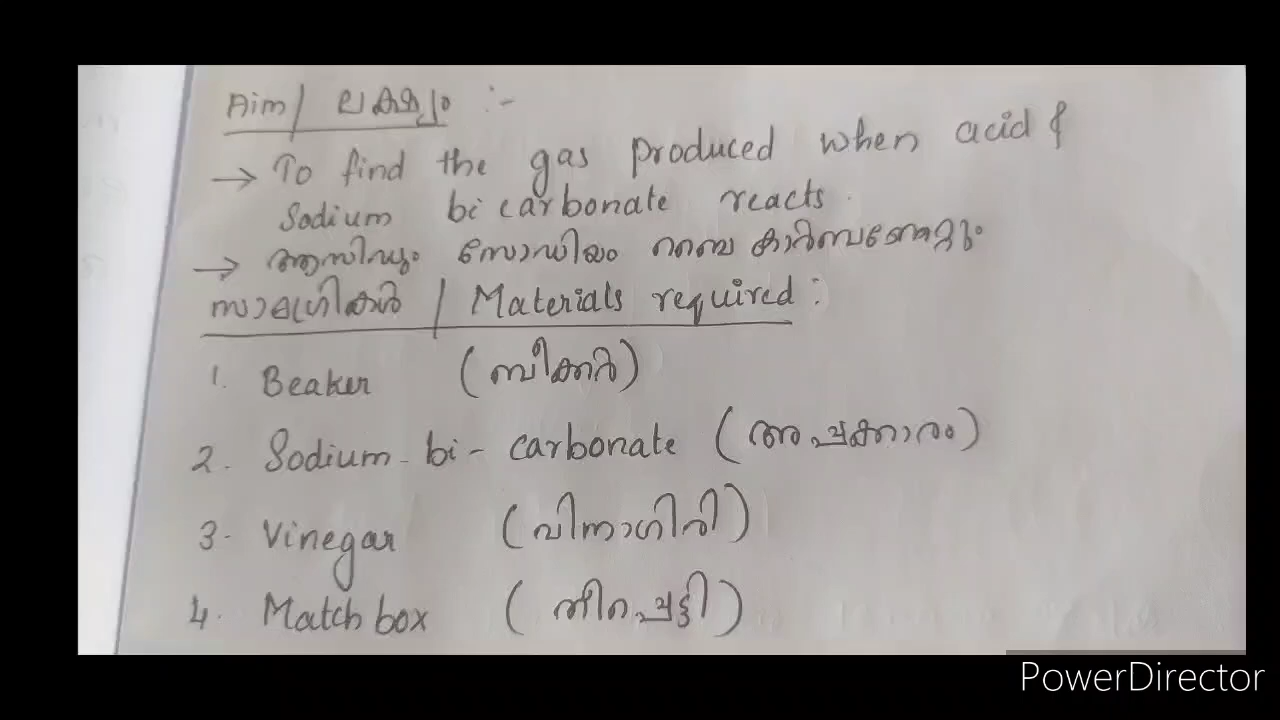 Aim / ലക്ഷ്യം :-
→ To find the gas produced when acid &
Sodium bi carbonate reacts.
→ ആസിഡും സോഡിയം ബൈ കാർബണേറ്റും
സാമഗ്രികൾ / Materials required :
1. Beaker (ബീക്കർ)
2. Sodium - bi - carbonate (അപ്പക്കാരം)
3. Vinegar (വിനാഗിരി)
4. Match box (തീപ്പെട്ടി)
PowerDirector